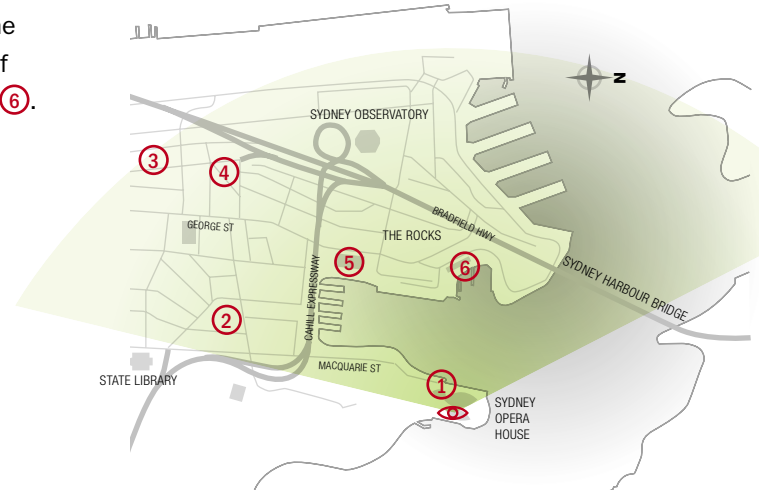 ne
f
6.
N
SYDNEY OBSERVATORY
3
4
GEORGE ST
BRADFIELD HWY
THE ROCKS
5
6
SYDNEY HARBOUR BRIDGE
CAHILL EXPRESSWAY
2
MACQUARIE ST
STATE LIBRARY
1
SYDNEY
OPERA
HOUSE